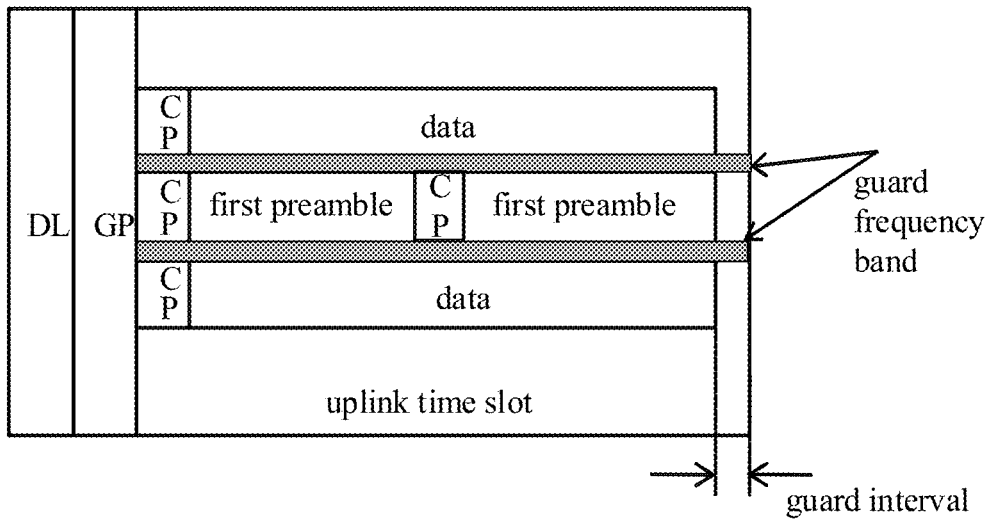 C
P
data
C
P
first preamble
C
P
first preamble
guard
frequency
band
DL
GP
C
P
data
uplink time slot
guard interval